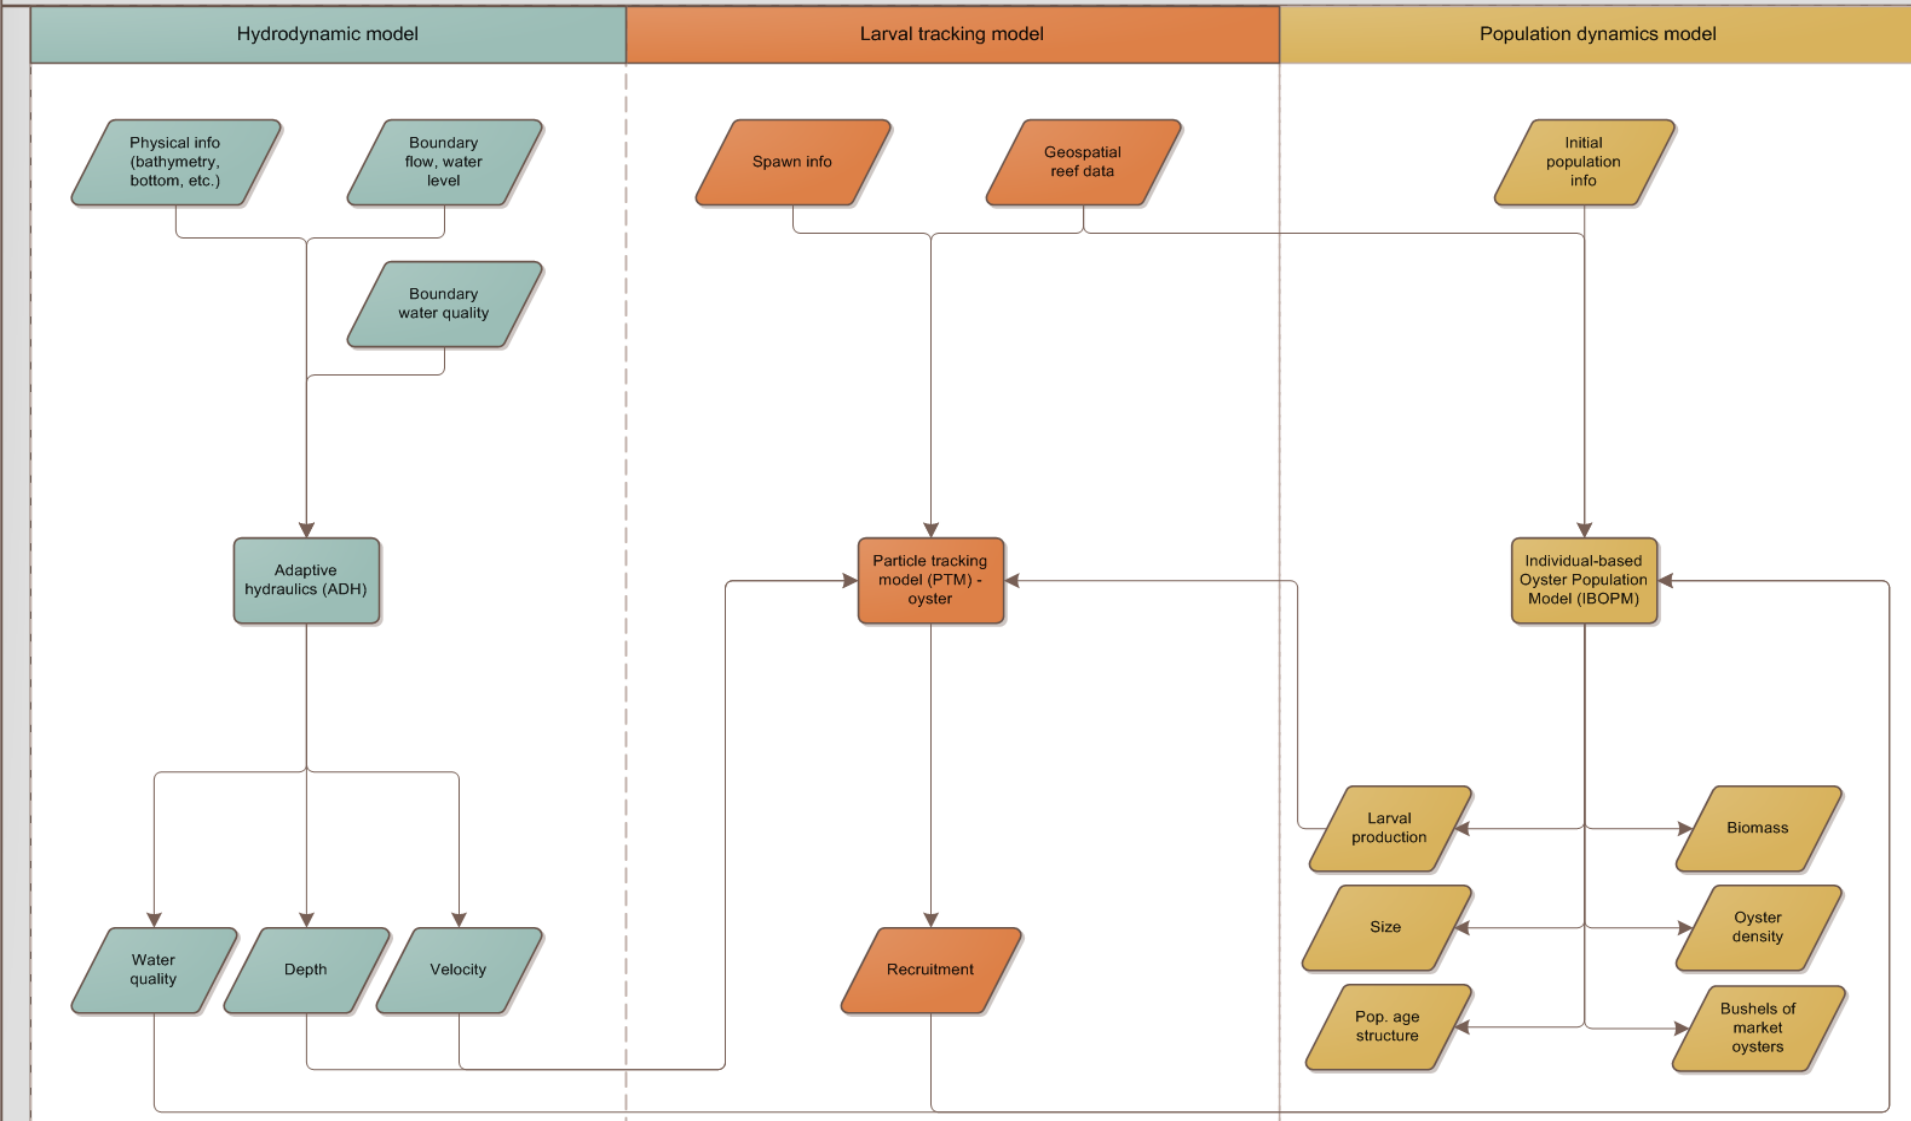 Hydrodynamic model
Larval tracking model
Population dynamics model
Physical info
(bathymetry,
bottom, etc.)
Boundary
flow, water
level
Spawn info
Geospatial
reef data
Initial
population
info
Boundary
water quality
Adaptive
hydraulics (ADH)
Particle tracking
model (PTM) -
oyster
Individual-based
Oyster Population
Model (IBOPM)
Larval
production
Biomass
Size
Oyster
density
Water
quality
Depth
Velocity
Recruitment
Pop. age
structure
Bushels of
market
oysters